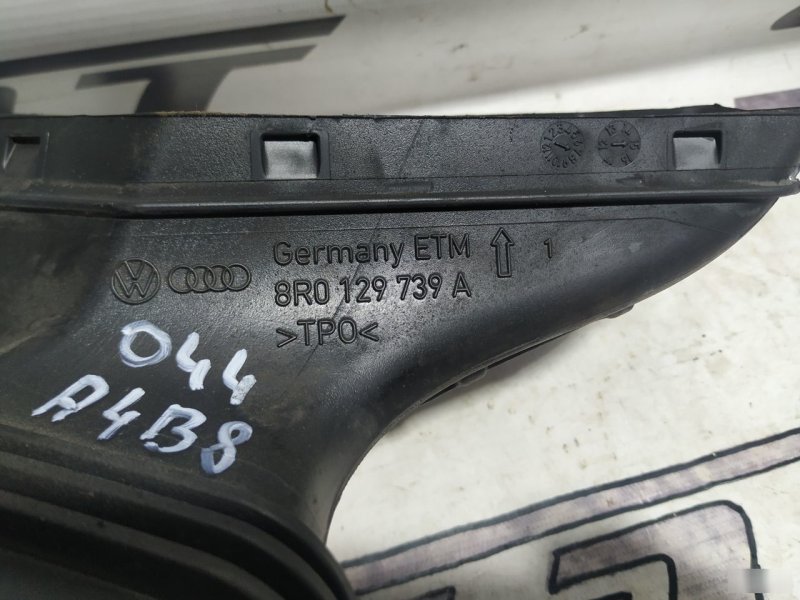 Germany ETM 1
8R0 129 739 A
>TPO<
044
A4B8